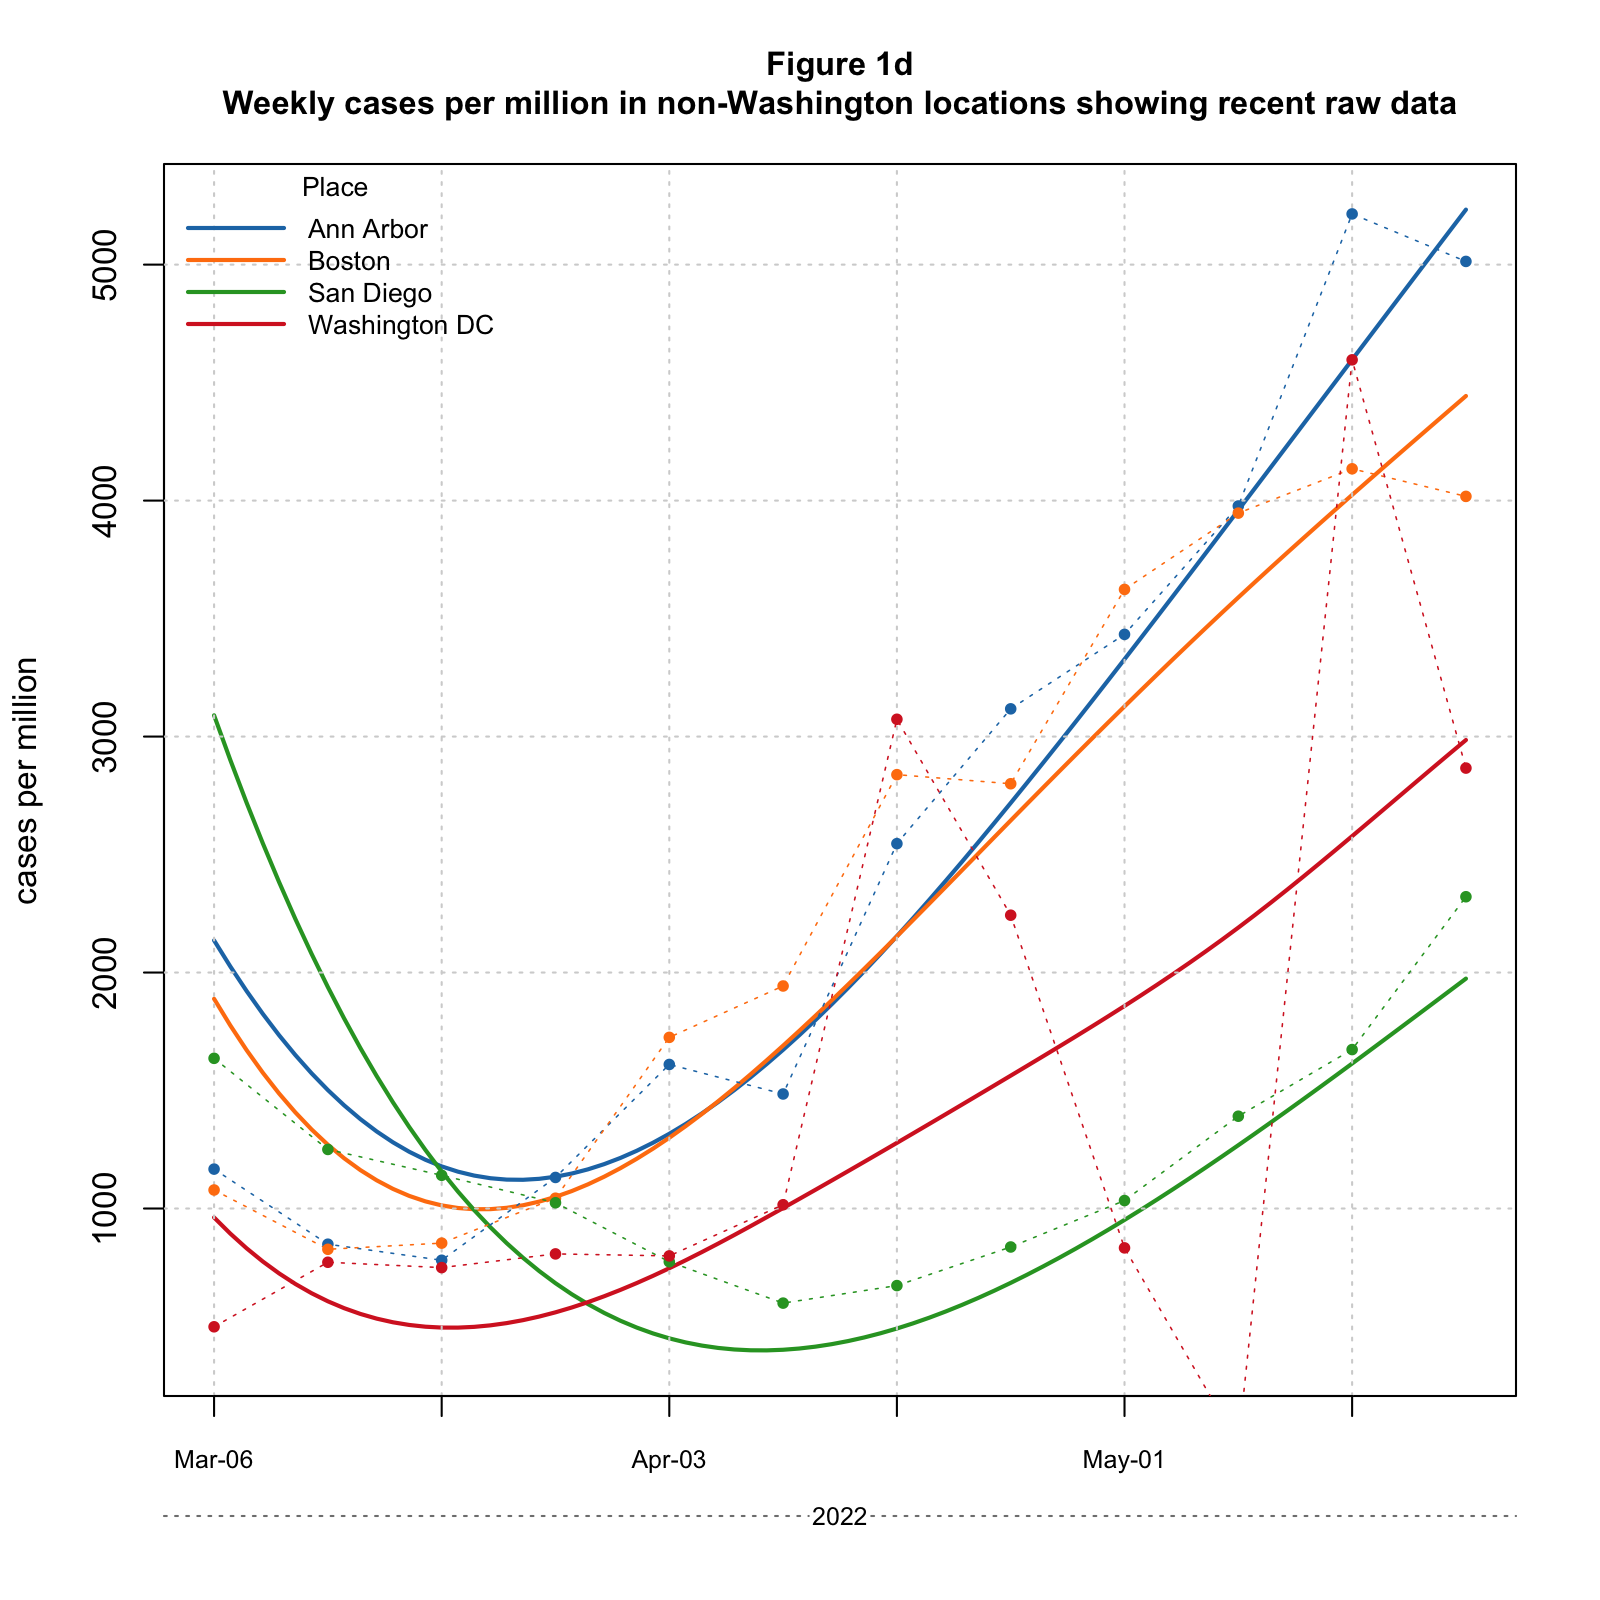 Figure 1d
Weekly cases per million in non-Washington locations showing recent raw data
Place
Ann Arbor
Boston
San Diego
Washington DC
cases per million
5000
4000
3000
2000
1000
Mar-06
Apr-03
May-01
2022